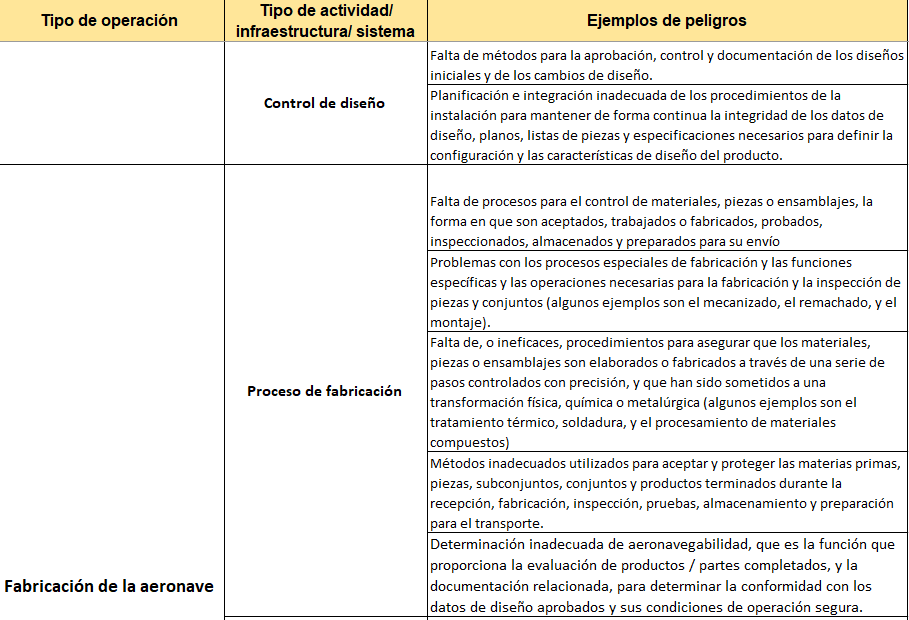 Tipo de operación
Tipo de actividad/
infraestructura/ sistema
Ejemplos de peligros
Control de diseño
Falta de métodos para la aprobación, control y documentación de los diseños
iniciales y de los cambios de diseño.
Planificación e integración inadecuada de los procedimientos de la
instalación para mantener de forma continua la integridad de los datos de
diseño, planos, listas de piezas y especificaciones necesarios para definir la
configuración y las características de diseño del producto.
Fabricación de la aeronave
Proceso de fabricación
Falta de procesos para el control de materiales, piezas o ensamblajes, la
forma en que son aceptados, trabajados o fabricados, probados,
inspeccionados, almacenados y preparados para su envío
Problemas con los procesos especiales de fabricación y las funciones
específicas y las operaciones necesarias para la fabricación y la inspección de
piezas y conjuntos (algunos ejemplos son el mecanizado, el remachado, y el
montaje).
Falta de, o ineficaces, procedimientos para asegurar que los materiales,
piezas o ensamblajes son elaborados o fabricados a través de una serie de
pasos controlados con precisión, y que han sido sometidos a una
transformación física, química o metalúrgica (algunos ejemplos son el
tratamiento térmico, soldadura, y el procesamiento de materiales
compuestos)
Métodos inadecuados utilizados para aceptar y proteger las materias primas,
piezas, subconjuntos, conjuntos y productos terminados durante la
recepción, fabricación, inspección, pruebas, almacenamiento y preparación
para el transporte.
Determinación inadecuada de aeronavegabilidad, que es la función que
proporciona la evaluación de productos / partes completados, y la
documentación relacionada, para determinar la conformidad con los
datos de diseño aprobados y sus condiciones de operación segura.